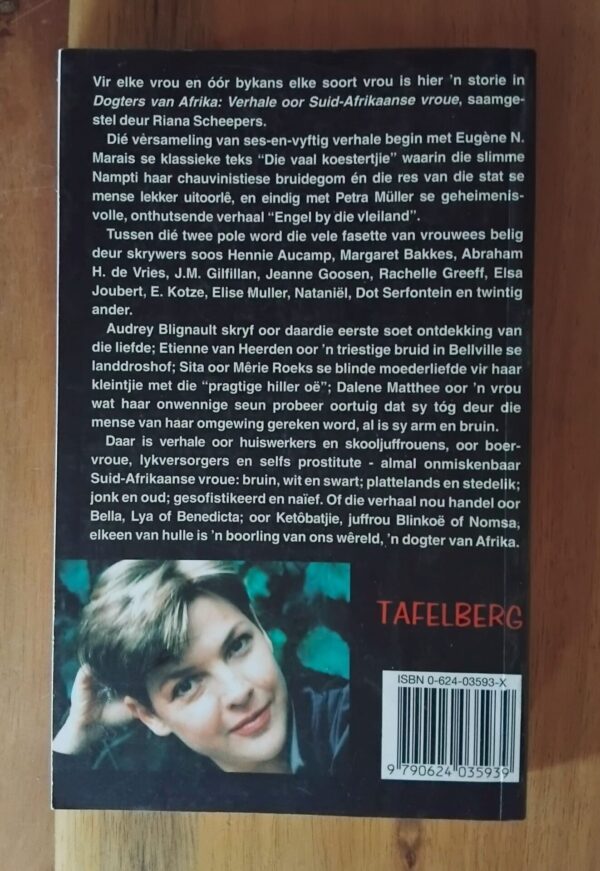 Vir elke vrou en óór bykans elke soort vrou is hier 'n storie in
Dogters van Afrika: Verhale oor Suid-Afrikaanse vroue, saamge-
stel deur Riana Scheepers.
Dié vèrsameling van ses-en-vyftig verhale begin met Eugène N.
Marais se klassieke teks “Die vaal koestertjie” waarin die slimme
Nampti haar chauvinistiese bruidegom én die res van die stat se
mense lekker uitoorlê, en eindig met Petra Müller se geheimenis-
volle, onthutsende verhaal “Engel by die vleiland”.
Tussen dié twee pole word die vele fasette van vrouwees belig
deur skrywers soos Hennie Aucamp, Margaret Bakkes, Abraham
H. de Vries, J.M. Gilfillan, Jeanne Goosen, Rachelle Greeff, Elsa
Joubert, E. Kotze, Elise Muller, Nataniël, Dot Serfontein en twintig
ander.
Audrey Blignault skryf oor daardie eerste soet ontdekking van
die liefde; Etienne van Heerden oor 'n triestige bruid in Bellville se
landdroshof; Sita oor Mêrie Roeks se blinde moederliefde vir haar
kleintjie met die “pragtige hiller oë”; Dalene Matthee oor 'n vrou
wat haar onwennige seun probeer oortuig dat sy tóg deur die
mense van haar omgewing gereken word, al is sy arm en bruin.
Daar is verhale oor huiswerkers en skooljuffrouens, oor boer-
vroue, lykversorgers en selfs prostitute - almal onmiskenbaar
Suid-Afrikaanse vroue: bruin, wit en swart; plattelands en stedelik;
jonk en oud; gesofistikeerd en naïef. Of die verhaal nou handel oor
Bella, Lya of Benedicta; oor Ketôbatjie, juffrou Blinkoë of Nomsa,
elkeen van hulle is 'n boorling van ons wêreld, 'n dogter van Afrika.
TAFELBERG
ISBN 0-624-03593-X
9 790624 035939